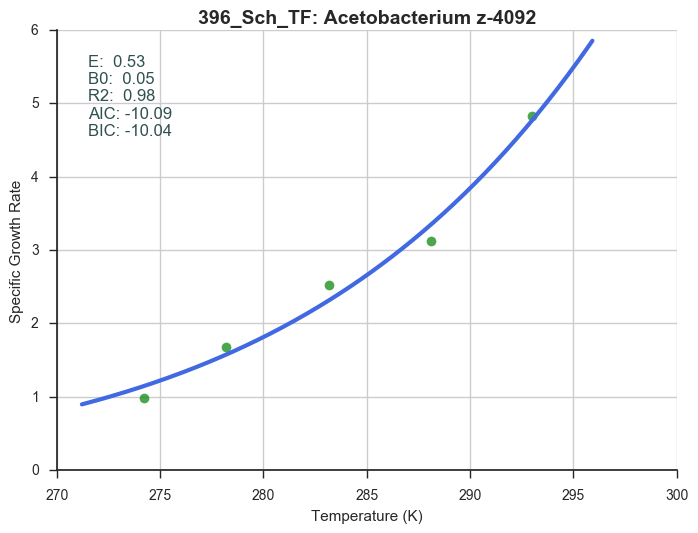 396_Sch_TF: Acetobacterium z-4092
E: 0.53
B0: 0.05
R2: 0.98
AIC: -10.09
BIC: -10.04
Specific Growth Rate
6
5
4
3
2
1
0
270 275 280 285 290 295 300
Temperature (K)